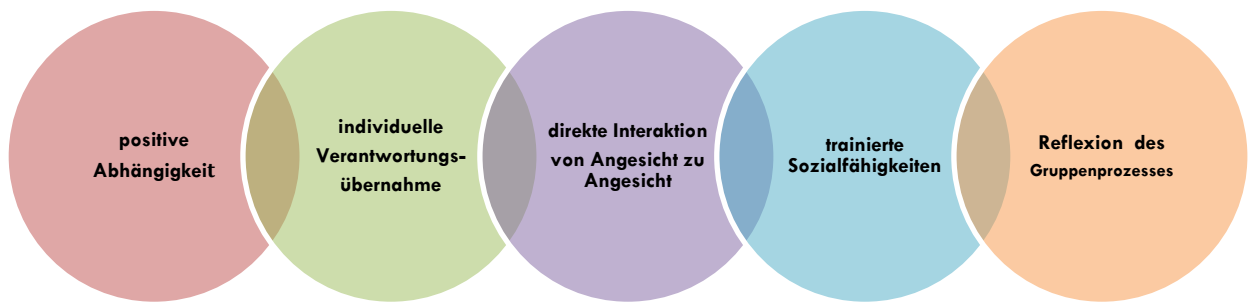 positive
Abhängigkeit
individuelle
Verantwortungs-
übernahme
direkte Interaktion
von Angesicht zu
Angesicht
trainierte
Sozialfähigkeiten
Reflexion des
Gruppenprozesses